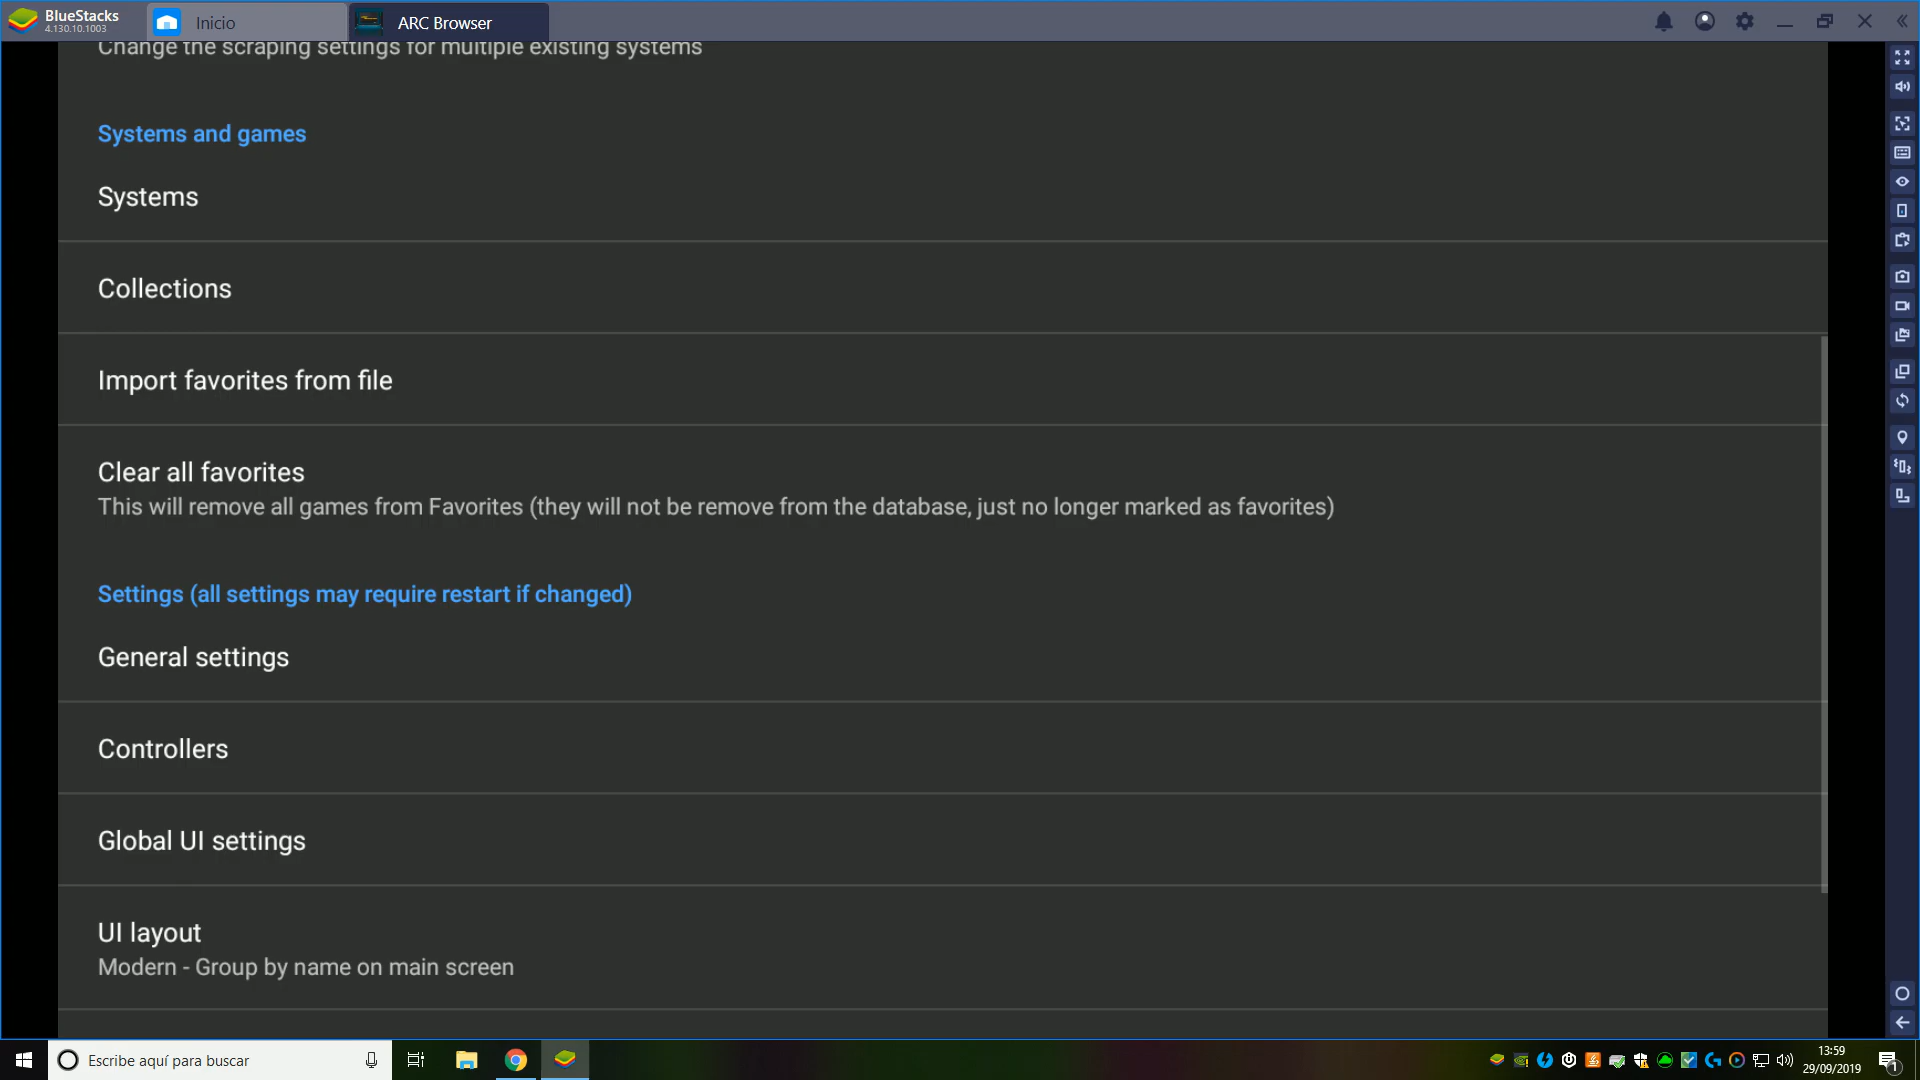 BlueStacks
4.130.10.1003
Inicio
ARC Browser
Change the scraping settings for multiple existing systems
Systems and games
Systems
Collections
Import favorites from file
Clear all favorites
This will remove all games from Favorites (they will not be remove from the database, just no longer marked as favorites)
Settings (all settings may require restart if changed)
General settings
Controllers
Global UI settings
UI layout
Modern - Group by name on main screen
Escribe aquí para buscar
13:59
29/09/2019
1